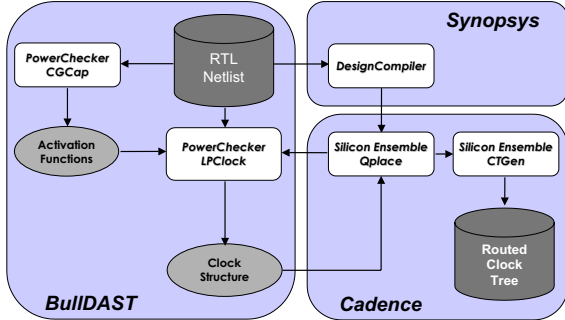 Synopsys
PowerChecker
CGCap
RTL
Netlist
DesignCompiler
Activation
Functions
PowerChecker
LPClock
Silicon Ensemble
Qplace
Silicon Ensemble
CTGen
Clock
Structure
Routed
Clock
Tree
BullDAST
Cadence